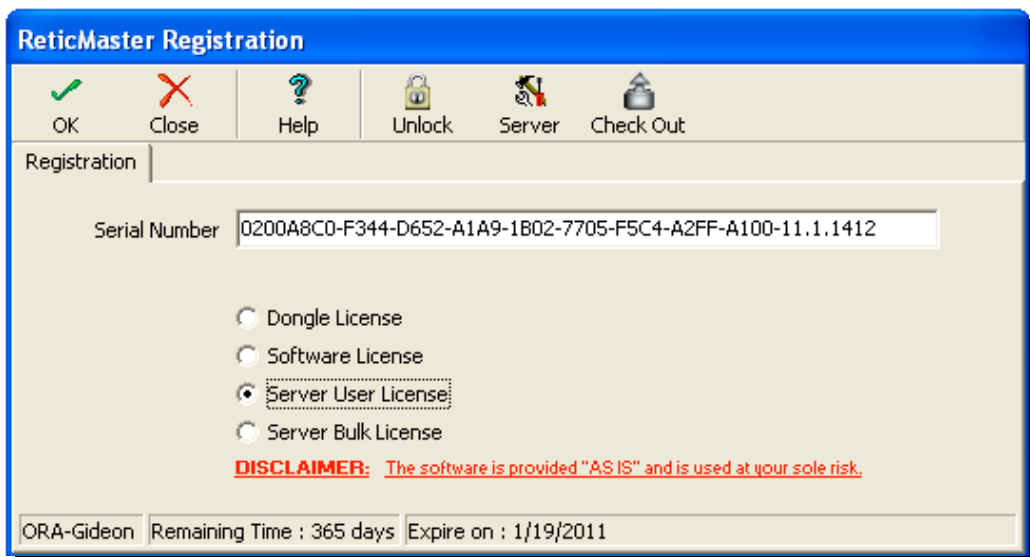 ReticMaster Registration
OK Close Help Unlock Server Check Out
Registration
Serial Number 0200A8C0-F344-D652-A1A9-1B02-7705-F5C4-A2FF-A100-11.1.1412
Dongle License
Software License
Server User License
Server Bulk License
DISCLAIMER: The software is provided "AS IS" and is used at your sole risk.
ORA-Gideon Remaining Time : 365 days Expire on : 1/19/2011